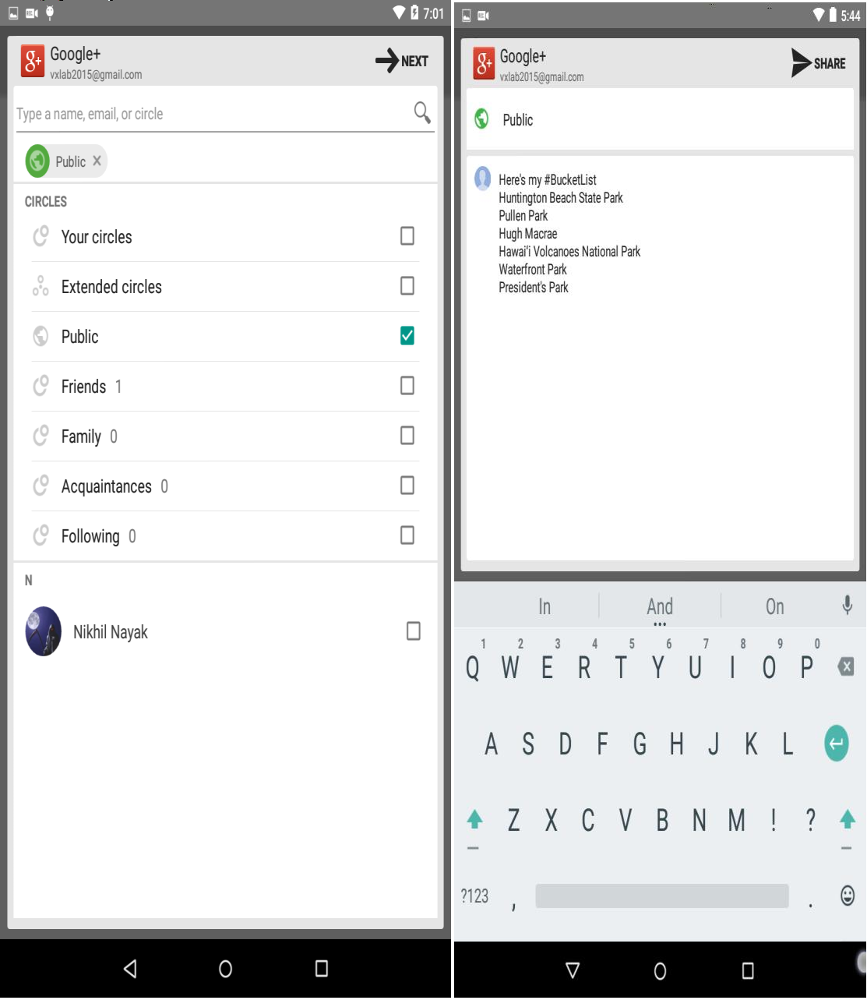 7:01
g+
Google+
vxlab2015@gmail.com
NEXT
Type a name, email, or circle
Public
CIRCLES
Your circles
Extended circles
Public
Friends 1
Family 0
Acquaintances 0
Following 0
N
Nikhil Nayak
5:44
g+
Google+
vxlab2015@gmail.com
SHARE
Public
Here's my #BucketList
Huntington Beach State Park
Pullen Park
Hugh Macrae
Hawai'i Volcanoes National Park
Waterfront Park
President's Park
In And On
1 2 3 4 5 6 7 8 9 0
Q W E R T Y U I O P
A S D F G H J K L
Z X C V B N M ! ?
?123 , .